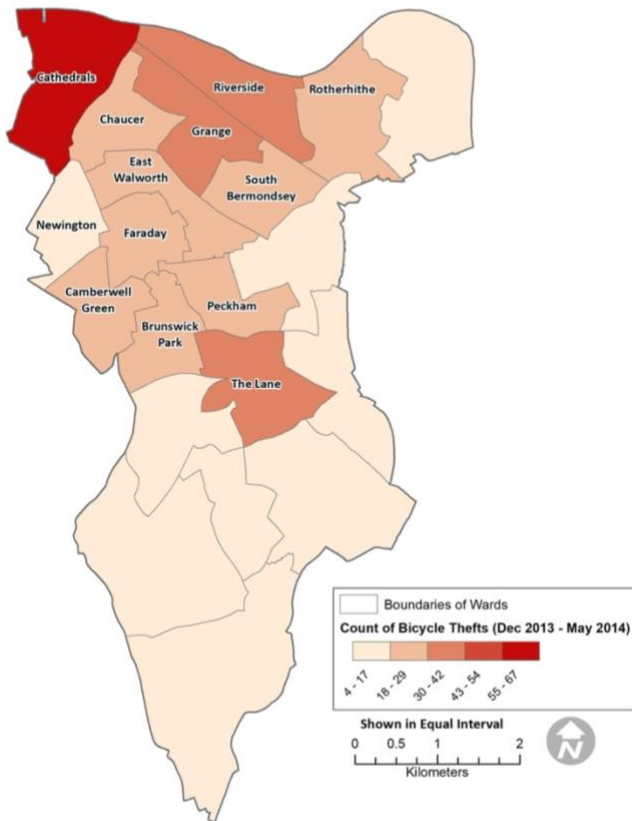 Cathedrals
Riverside
Rotherhithe
Chaucer
Grange
East
Walworth
South
Bermondsey
Newington
Faraday
Camberwell
Green
Peckham
Brunswick
Park
The Lane
Boundaries of Wards
Count of Bicycle Thefts (Dec 2013 - May 2014)
4 - 17
18 - 29
30 - 42
43 - 54
55 - 67
Shown in Equal Interval
0 0.5 1 2
Kilometers
N